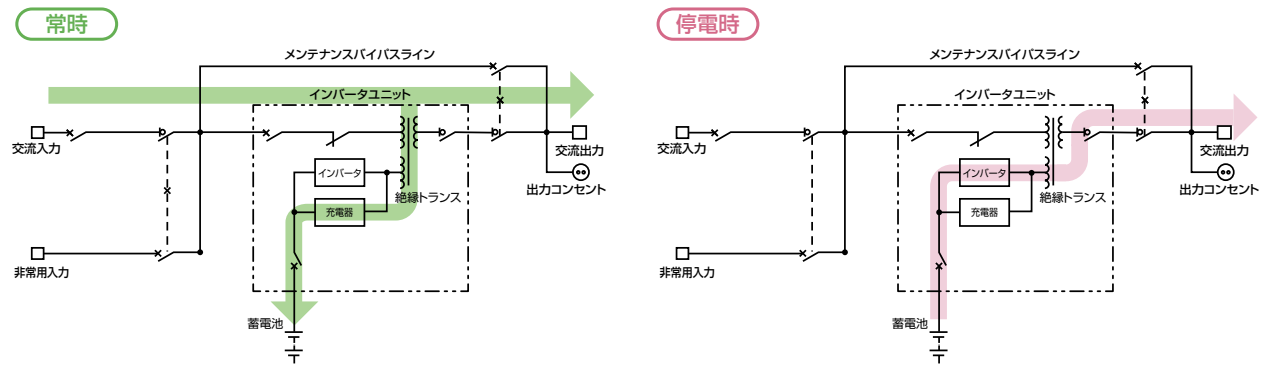 常時
メンテナンスバイパスライン
インバータユニット
交流入力
交流出力
インバータ
出力コンセント
絶縁トランス
充電器
非常用入力
蓄電池
停電時
メンテナンスバイパスライン
インバータユニット
交流入力
交流出力
インバータ
出力コンセント
絶縁トランス
充電器
非常用入力
蓄電池